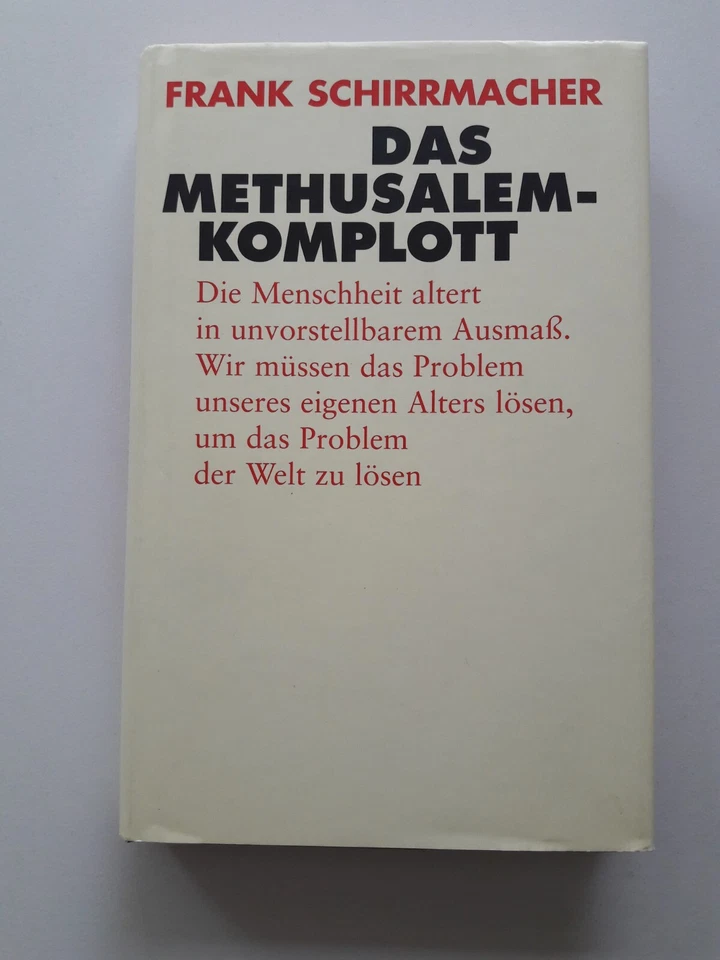 FRANK SCHIRRMACHER
DAS
METHUSALEM-
KOMPLOTT
Die Menschheit altert
in unvorstellbarem Ausmaß.
Wir müssen das Problem
unseres eigenen Alters lösen,
um das Problem
der Welt zu lösen